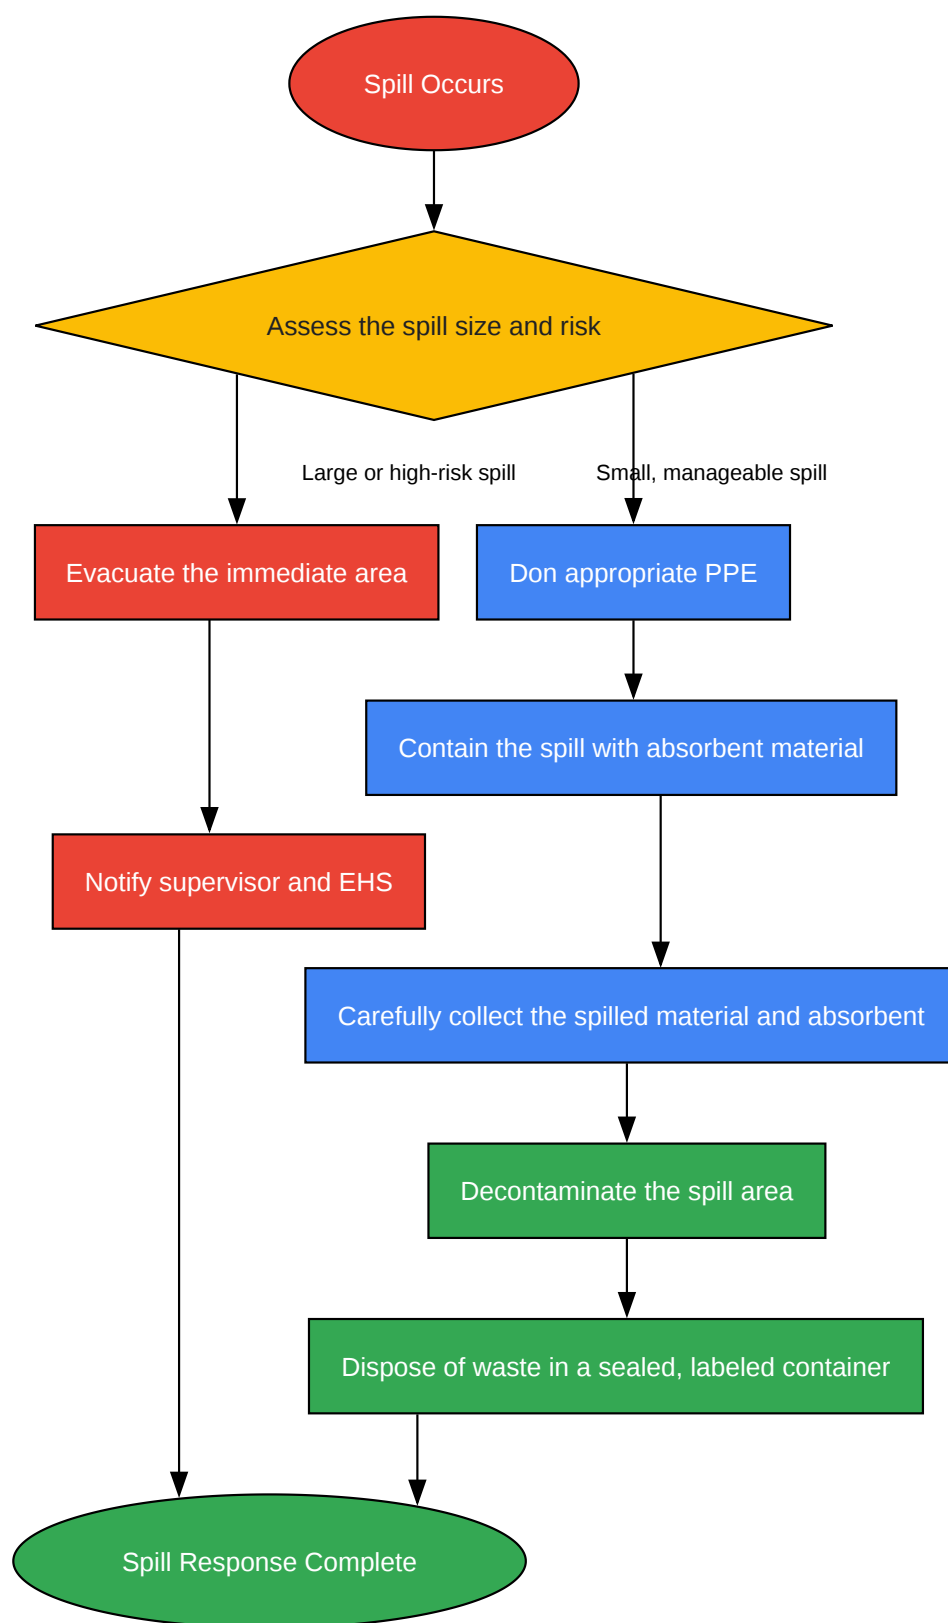 Spill Occurs
Assess the spill size and risk
Large or high-risk spill
Small, manageable spill
Evacuate the immediate area
Don appropriate PPE
Contain the spill with absorbent material
Notify supervisor and EHS
Carefully collect the spilled material and absorbent
Decontaminate the spill area
Dispose of waste in a sealed, labeled container
Spill Response Complete